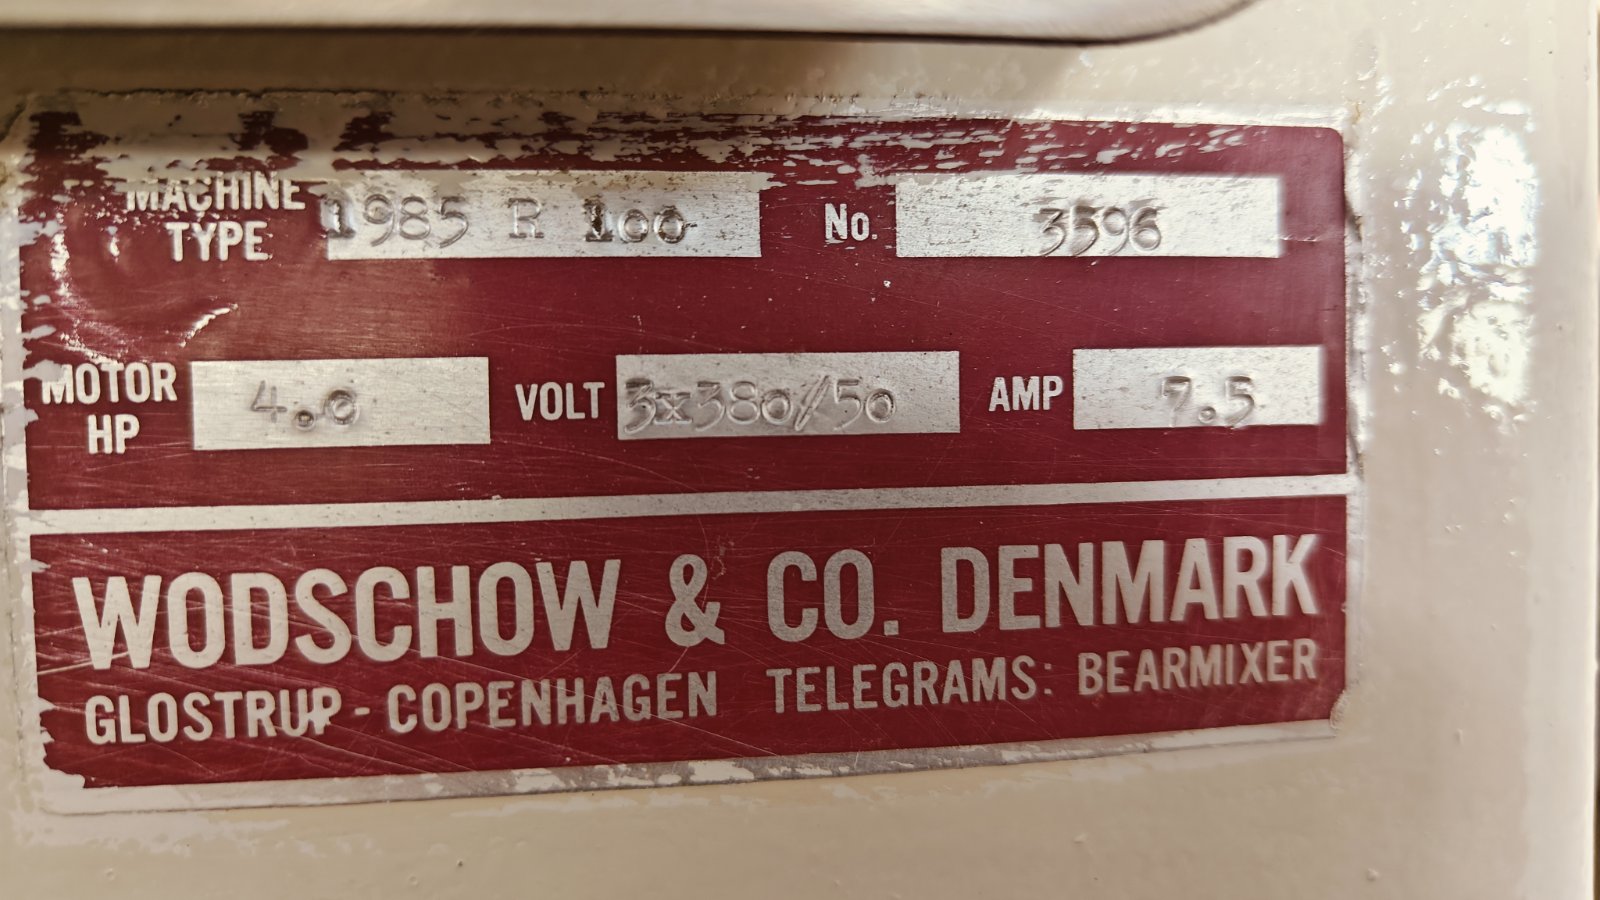 MACHINE TYPE 1985 R 100 No. 3596
MOTOR HP 4.0 VOLT 3x380/50 AMP 7.5
WODSCHOW & CO. DENMARK
GLOSTRUP - COPENHAGEN TELEGRAMS: BEARMIXER